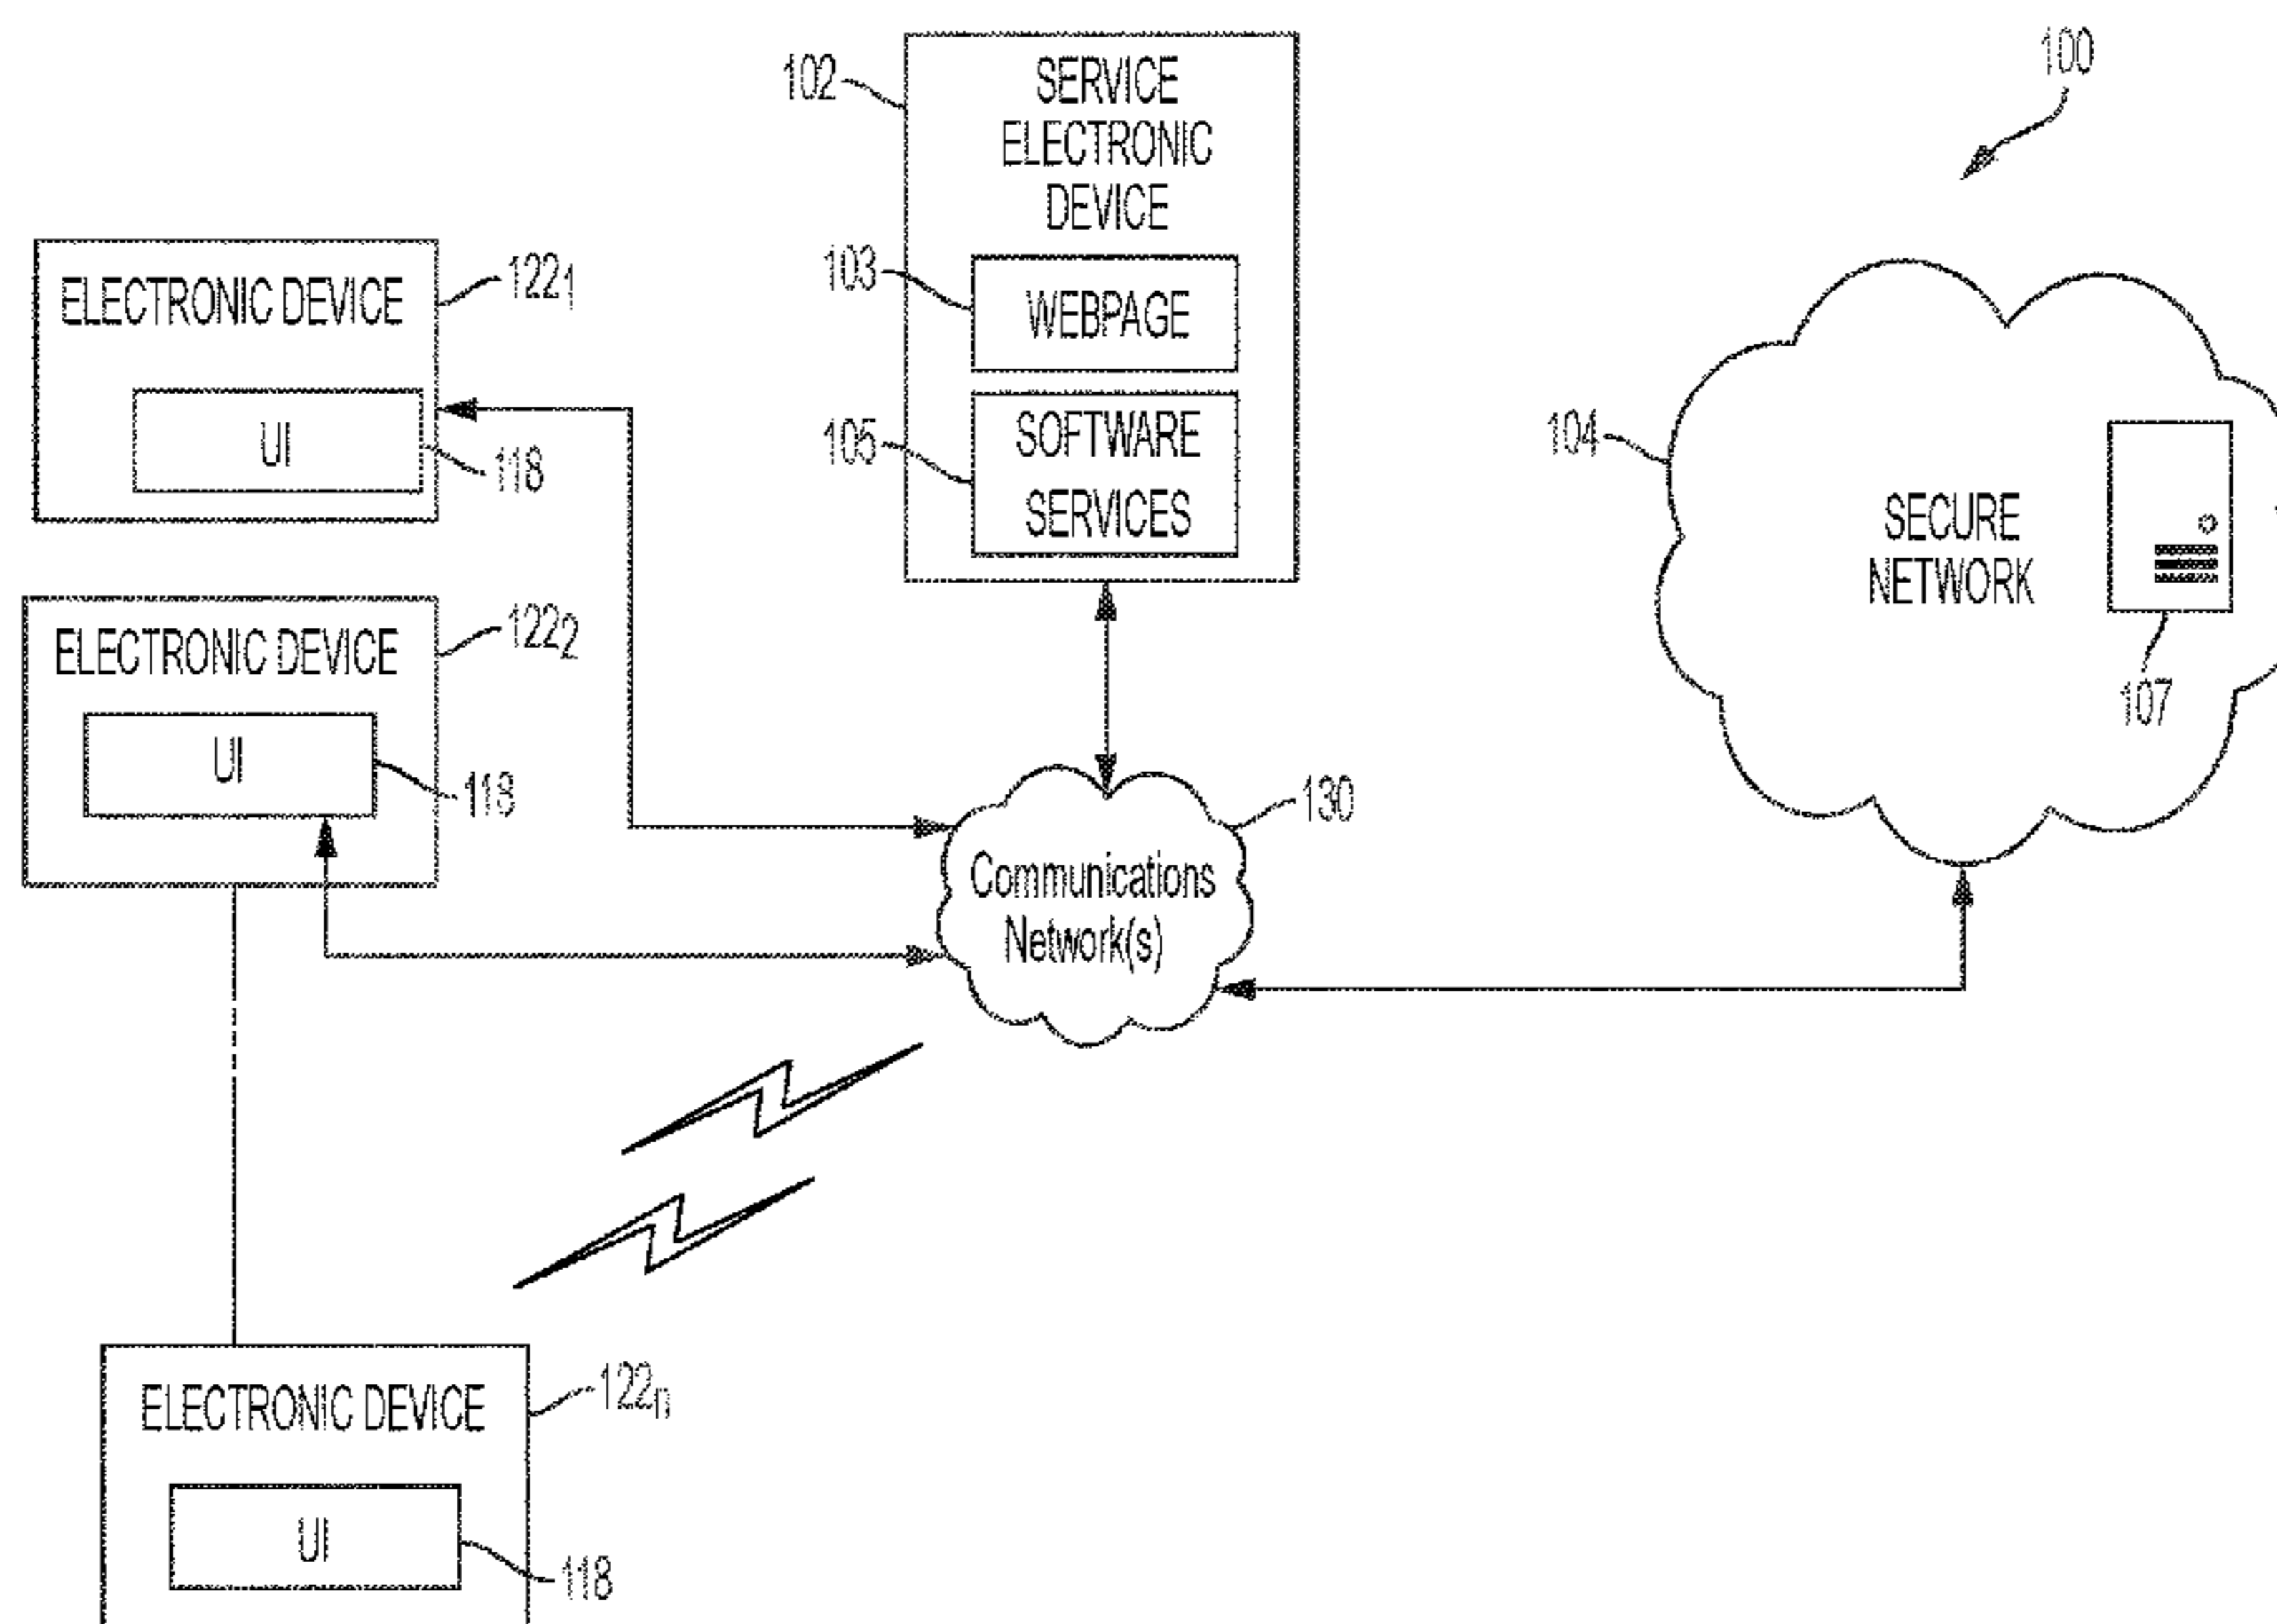 100
102
SERVICE
ELECTRONIC
DEVICE
103
WEBPAGE
105
SOFTWARE
SERVICES
ELECTRONIC DEVICE
122₁
UI
118
ELECTRONIC DEVICE
122₂
UI
118
104
SECURE
NETWORK
107
130
Communications
Network(s)
ELECTRONIC DEVICE
122ₙ
UI
118